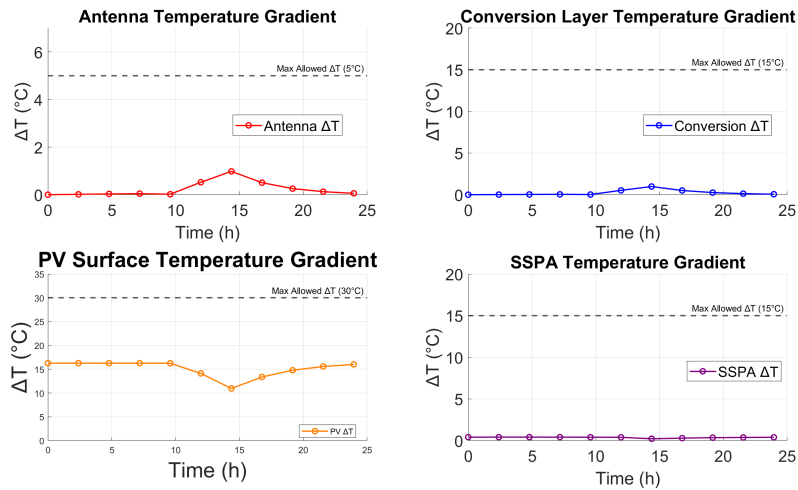 Antenna Temperature Gradient
ΔT (°C)
6
4
2
0
Max Allowed ΔT (5°C)
Antenna ΔT
0 5 10 15 20 25
Time (h)
Conversion Layer Temperature Gradient
ΔT (°C)
20
15
10
5
0
Max Allowed ΔT (15°C)
Conversion ΔT
0 5 10 15 20 25
Time (h)
PV Surface Temperature Gradient
ΔT (°C)
35
30
25
20
15
10
5
0
Max Allowed ΔT (30°C)
PV ΔT
0 5 10 15 20 25
Time (h)
SSPA Temperature Gradient
ΔT (°C)
20
15
10
5
0
Max Allowed ΔT (15°C)
SSPA ΔT
0 5 10 15 20 25
Time (h)